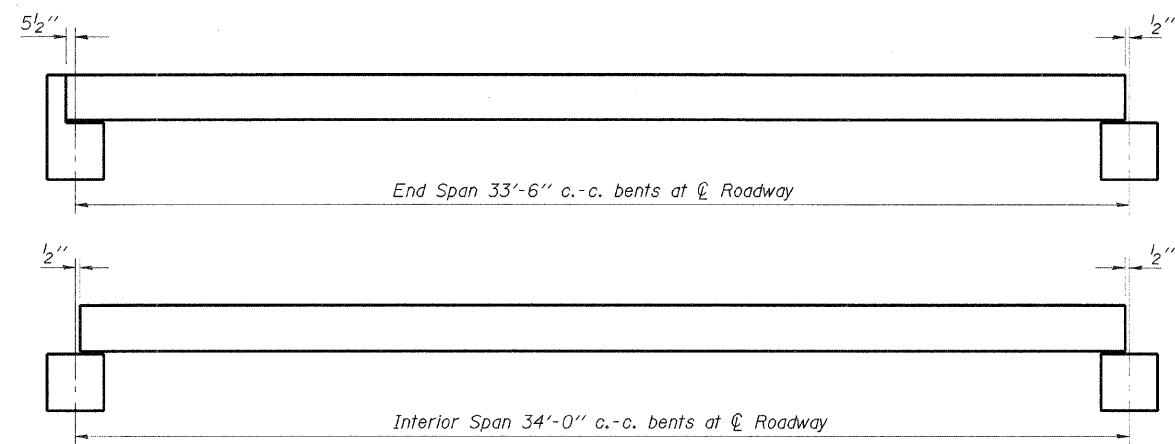 5½"
½"
End Span 33'-6" c.-c. bents at ℄ Roadway
½"
½"
Interior Span 34'-0" c.-c. bents at ℄ Roadway